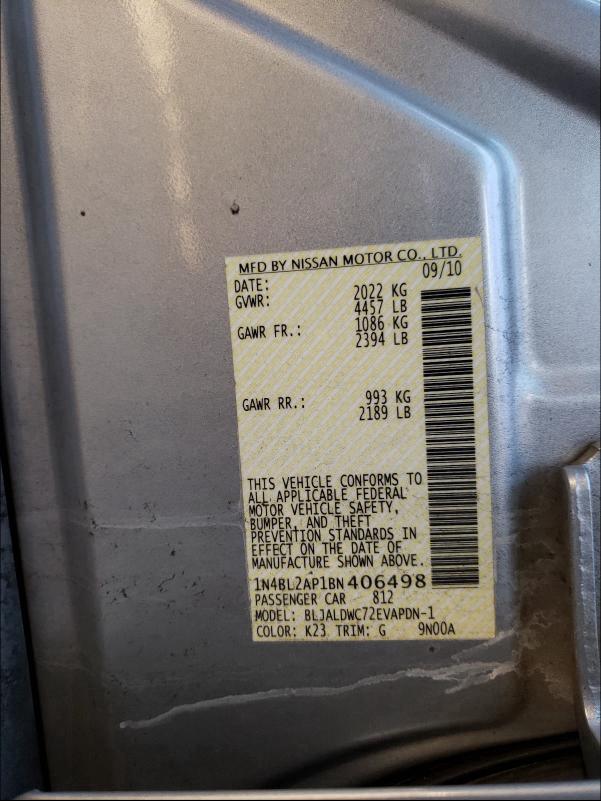 MFD BY NISSAN MOTOR CO., LTD.
DATE: 09/10
GVWR: 2022 KG
4457 LB
GAWR FR.: 1086 KG
2394 LB
GAWR RR.: 993 KG
2189 LB
THIS VEHICLE CONFORMS TO
ALL APPLICABLE FEDERAL
MOTOR VEHICLE SAFETY,
BUMPER, AND THEFT
PREVENTION STANDARDS IN
EFFECT ON THE DATE OF
MANUFACTURE SHOWN ABOVE.
1N4BL2AP1BN406498
PASSENGER CAR 812
MODEL: BLJALDWC72EVAPDN-1
COLOR: K23 TRIM: G 9N00A